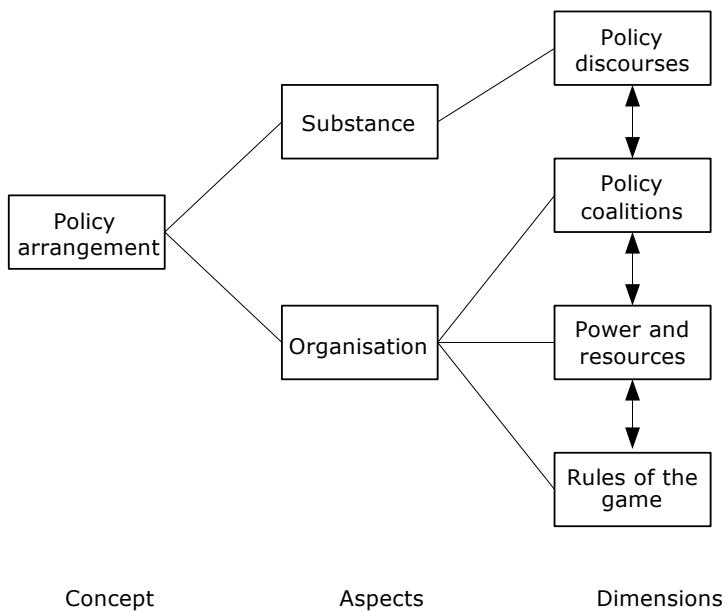 Policy
discourses
Substance
Policy
coalitions
Policy
arrangement
Organisation
Power and
resources
Rules of the
game
Concept
Aspects
Dimensions